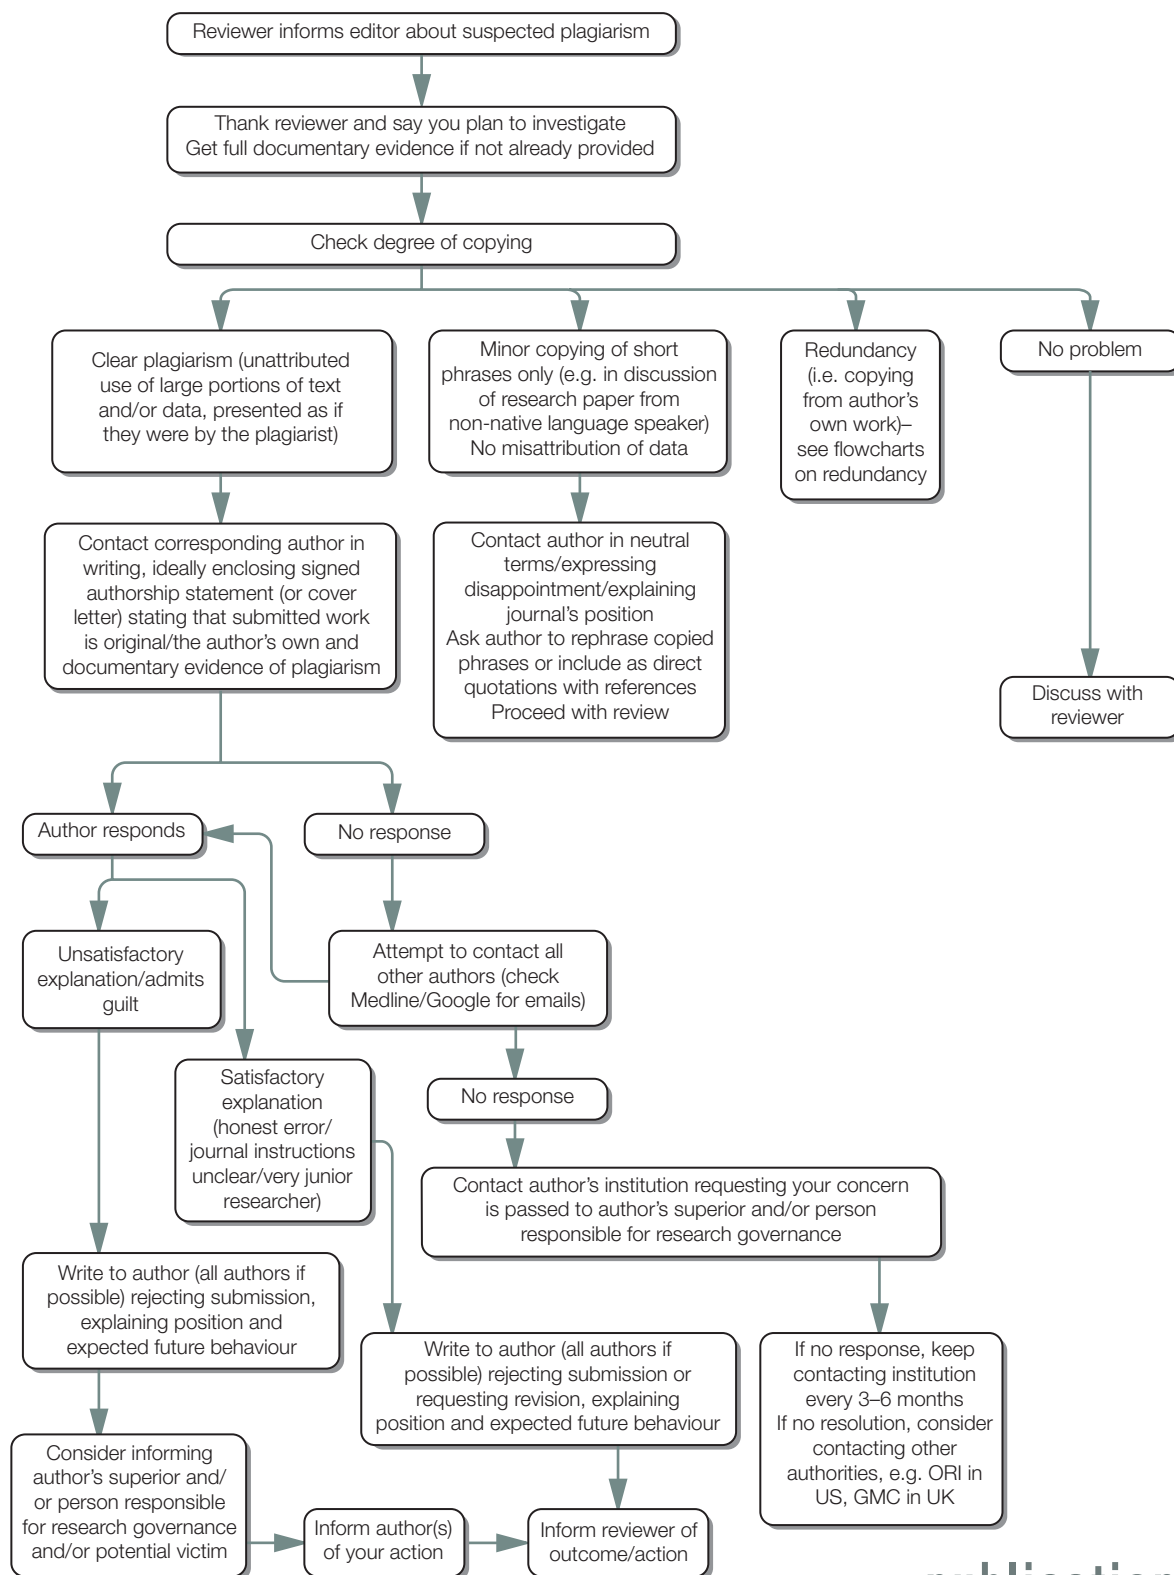 Reviewer informs editor about suspected plagiarism
Thank reviewer and say you plan to investigate
Get full documentary evidence if not already provided
Check degree of copying
Clear plagiarism (unattributed
use of large portions of text
and/or data, presented as if
they were by the plagiarist)
Minor copying of short
phrases only (e.g. in discussion
of research paper from
non-native language speaker)
No misattribution of data
Redundancy
(i.e. copying
from author's
own work)–
see flowcharts
on redundancy
No problem
Contact corresponding author in
writing, ideally enclosing signed
authorship statement (or cover
letter) stating that submitted work
is original/the author's own and
documentary evidence of plagiarism
Contact author in neutral
terms/expressing
disappointment/explaining
journal's position
Ask author to rephrase copied
phrases or include as direct
quotations with references
Proceed with review
Discuss with
reviewer
Author responds
No response
Unsatisfactory
explanation/admits
guilt
Attempt to contact all
other authors (check
Medline/Google for emails)
Satisfactory
explanation
(honest error/
journal instructions
unclear/very junior
researcher)
No response
Contact author's institution requesting your concern
is passed to author's superior and/or person
responsible for research governance
Write to author (all authors if
possible) rejecting submission,
explaining position and
expected future behaviour
Write to author (all authors if
possible) rejecting submission or
requesting revision, explaining
position and expected future behaviour
If no response, keep
contacting institution
every 3–6 months
If no resolution, consider
contacting other
authorities, e.g. ORI in
US, GMC in UK
Consider informing
author's superior and/
or person responsible
for research governance
and/or potential victim
Inform author(s)
of your action
Inform reviewer of
outcome/action